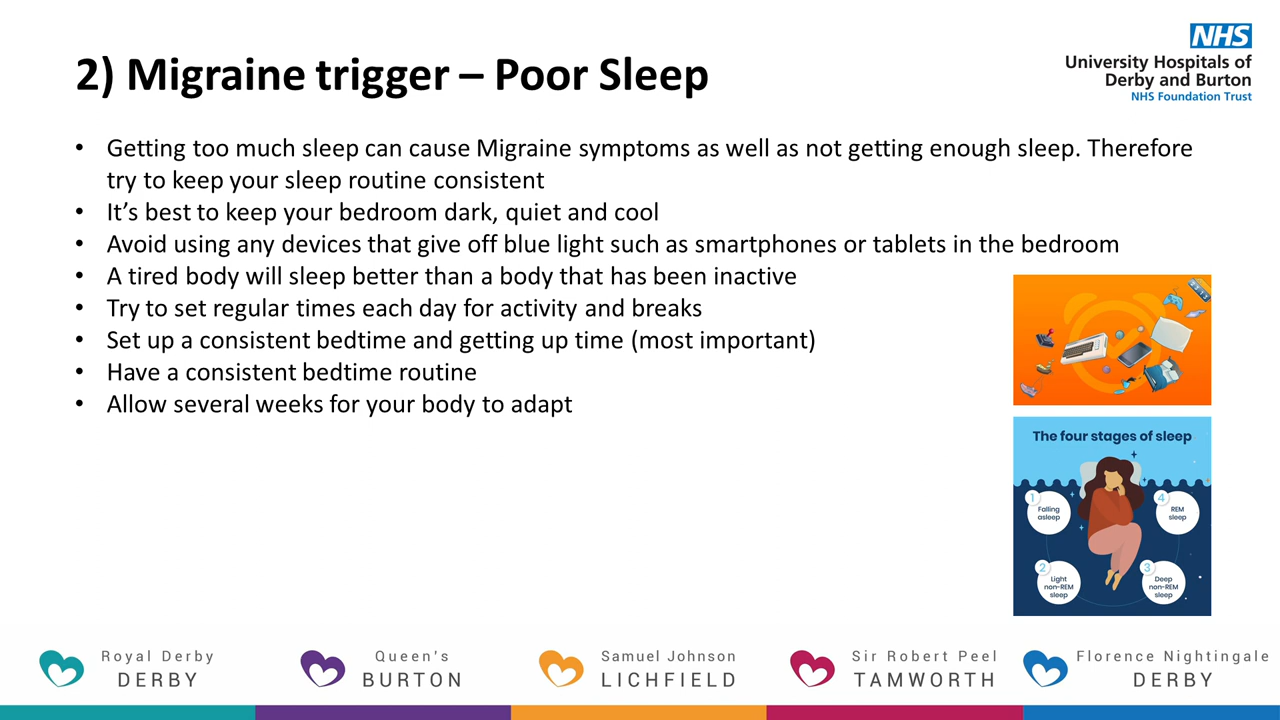 2) Migraine trigger – Poor Sleep
NHS
University Hospitals of
Derby and Burton
NHS Foundation Trust
• Getting too much sleep can cause Migraine symptoms as well as not getting enough sleep. Therefore
try to keep your sleep routine consistent
• It's best to keep your bedroom dark, quiet and cool
• Avoid using any devices that give off blue light such as smartphones or tablets in the bedroom
• A tired body will sleep better than a body that has been inactive
• Try to set regular times each day for activity and breaks
• Set up a consistent bedtime and getting up time (most important)
• Have a consistent bedtime routine
• Allow several weeks for your body to adapt
The four stages of sleep
1
Falling
asleep
2
Light
non-REM
sleep
3
Deep
non-REM
sleep
4
REM
sleep
Royal Derby
DERBY
Queen's
BURTON
Samuel Johnson
LICHFIELD
Sir Robert Peel
TAMWORTH
Florence Nightingale
DERBY